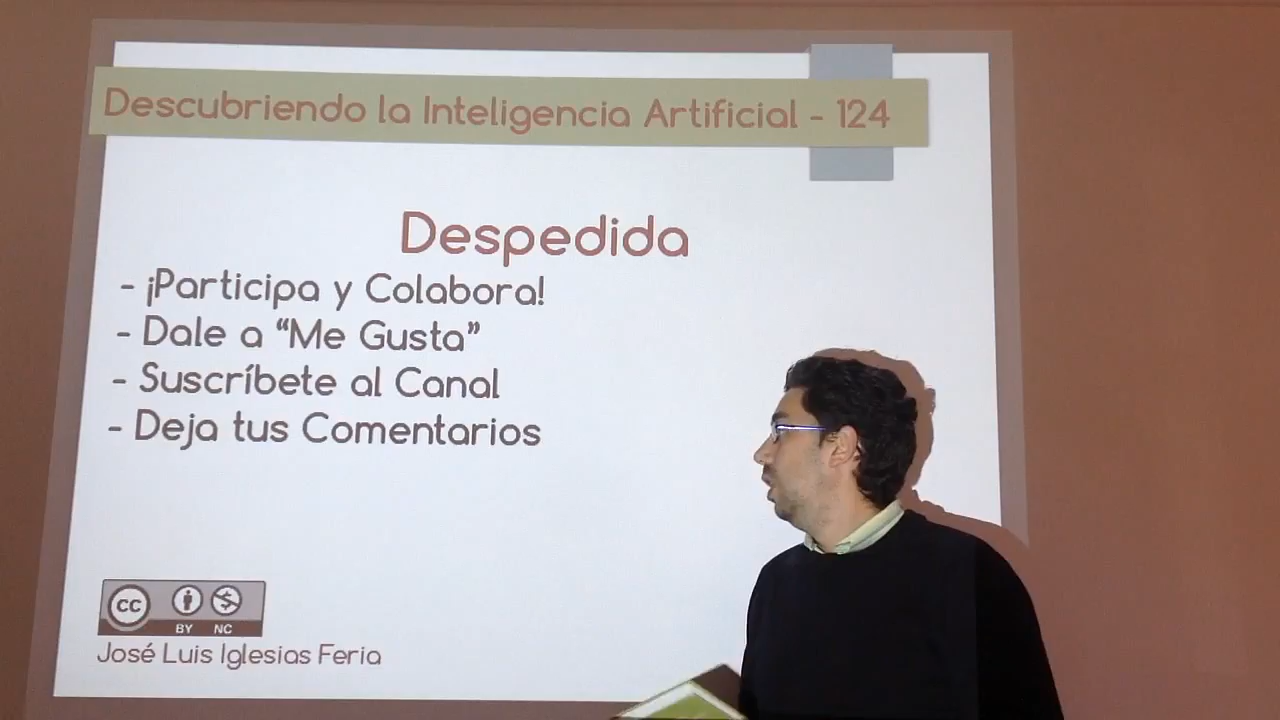 Descubriendo la Inteligencia Artificial - 124
Despedida
- ¡Participa y Colabora!
- Dale a “Me Gusta”
- Suscríbete al Canal
- Deja tus Comentarios
CC
BY NC
José Luis Iglesias Feria